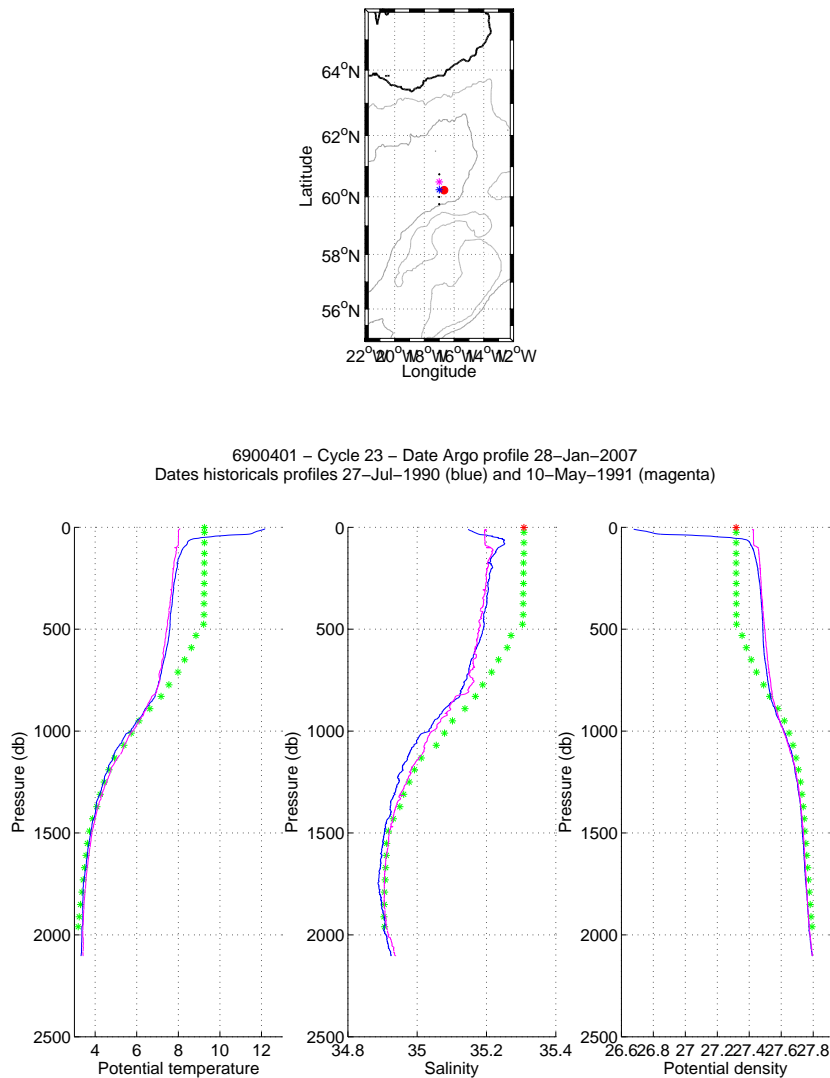 64°N
62°N
60°N
58°N
56°N
Latitude
22°W 20°W 18°W 16°W 14°W 12°W
Longitude
6900401 − Cycle 23 − Date Argo profile 28−Jan−2007
Dates historicals profiles 27−Jul−1990 (blue) and 10−May−1991 (magenta)
0
500
1000
1500
2000
2500
Pressure (db)
4 6 8 10 12
Potential temperature
0
500
1000
1500
2000
2500
Pressure (db)
34.8 35 35.2 35.4
Salinity
0
500
1000
1500
2000
2500
Pressure (db)
26.6 26.8 27 27.2 27.4 27.6 27.8
Potential density